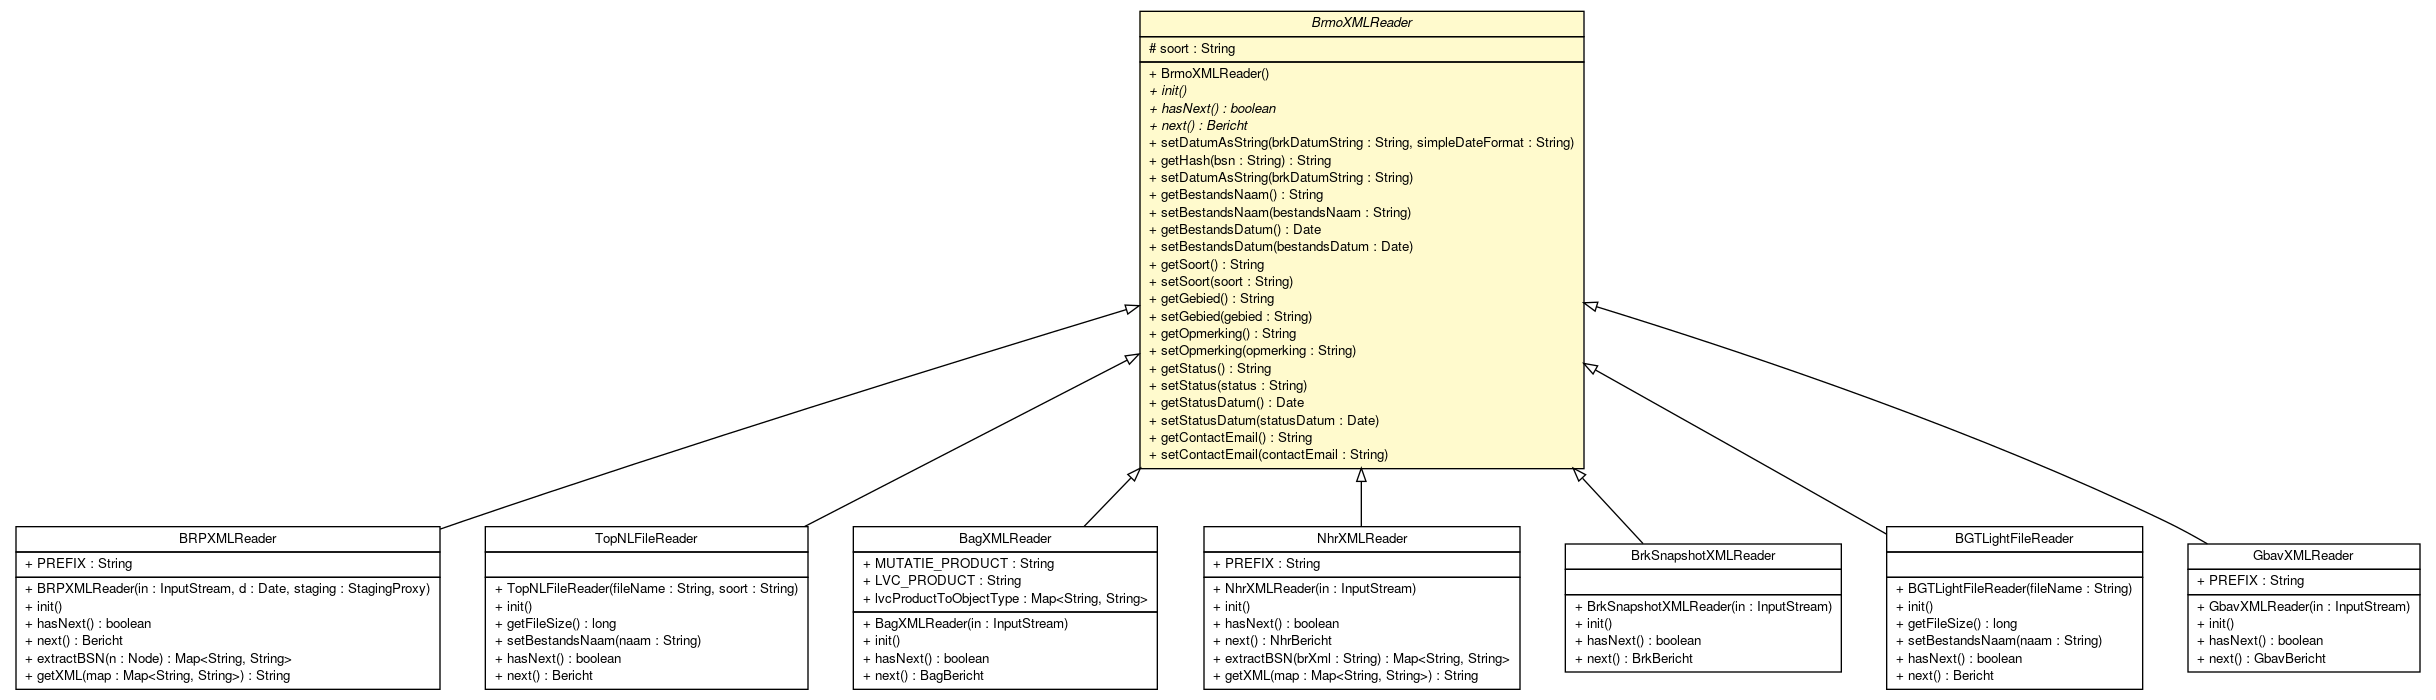 BrmoXMLReader
# soort : String
+ BrmoXMLReader()
+ init()
+ hasNext() : boolean
+ next() : Bericht
+ setDatumAsString(brkDatumString : String, simpleDateFormat : String)
+ getHash(bsn : String) : String
+ setDatumAsString(brkDatumString : String)
+ getBestandsNaam() : String
+ setBestandsNaam(bestandsNaam : String)
+ getBestandsDatum() : Date
+ setBestandsDatum(bestandsDatum : Date)
+ getSoort() : String
+ setSoort(soort : String)
+ getGebied() : String
+ setGebied(gebied : String)
+ getOpmerking() : String
+ setOpmerking(opmerking : String)
+ getStatus() : String
+ setStatus(status : String)
+ getStatusDatum() : Date
+ setStatusDatum(statusDatum : Date)
+ getContactEmail() : String
+ setContactEmail(contactEmail : String)
BRPXMLReader
+ PREFIX : String
+ BRPXMLReader(in : InputStream, d : Date, staging : StagingProxy)
+ init()
+ hasNext() : boolean
+ next() : Bericht
+ extractBSN(n : Node) : Map<String, String>
+ getXML(map : Map<String, String>) : String
TopNLFileReader
+ TopNLFileReader(fileName : String, soort : String)
+ init()
+ getFileSize() : long
+ setBestandsNaam(naam : String)
+ hasNext() : boolean
+ next() : Bericht
BagXMLReader
+ MUTATIE_PRODUCT : String
+ LVC_PRODUCT : String
+ lvcProductToObjectType : Map<String, String>
+ BagXMLReader(in : InputStream)
+ init()
+ hasNext() : boolean
+ next() : BagBericht
NhrXMLReader
+ PREFIX : String
+ NhrXMLReader(in : InputStream)
+ init()
+ hasNext() : boolean
+ next() : NhrBericht
+ extractBSN(brXml : String) : Map<String, String>
+ getXML(map : Map<String, String>) : String
BrkSnapshotXMLReader
+ BrkSnapshotXMLReader(in : InputStream)
+ init()
+ hasNext() : boolean
+ next() : BrkBericht
BGTLightFileReader
+ BGTLightFileReader(fileName : String)
+ init()
+ getFileSize() : long
+ setBestandsNaam(naam : String)
+ hasNext() : boolean
+ next() : Bericht
GbavXMLReader
+ PREFIX : String
+ GbavXMLReader(in : InputStream)
+ init()
+ hasNext() : boolean
+ next() : GbavBericht